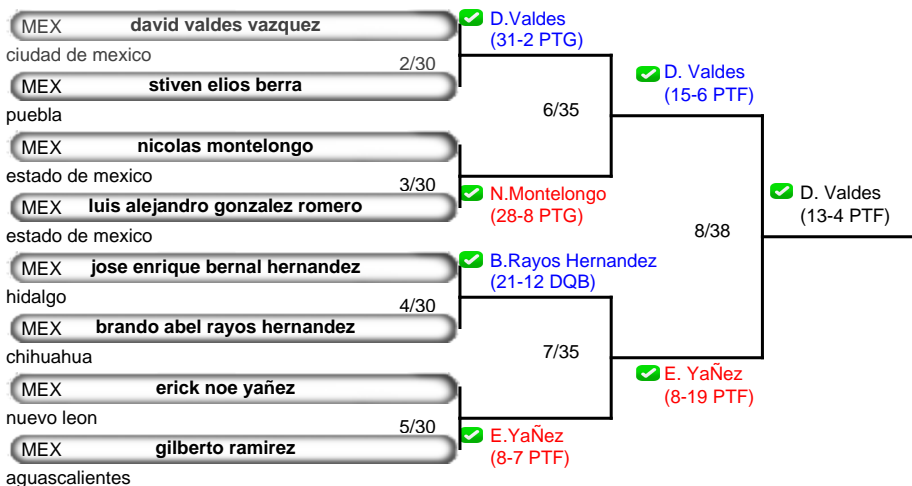 MEX david valdes vazquez
D.Valdes
(31-2 PTG)
ciudad de mexico
2/30
MEX stiven elios berra
D. Valdes
(15-6 PTF)
puebla
6/35
MEX nicolas montelongo
estado de mexico
3/30
MEX luis alejandro gonzalez romero
N.Montelongo
(28-8 PTG)
D. Valdes
(13-4 PTF)
estado de mexico
8/38
MEX jose enrique bernal hernandez
B.Rayos Hernandez
(21-12 DQB)
hidalgo
4/30
MEX brando abel rayos hernandez
chihuahua
7/35
MEX erick noe yañez
E. YaÑez
(8-19 PTF)
nuevo leon
5/30
MEX gilberto ramirez
E.YaÑez
(8-7 PTF)
aguascalientes